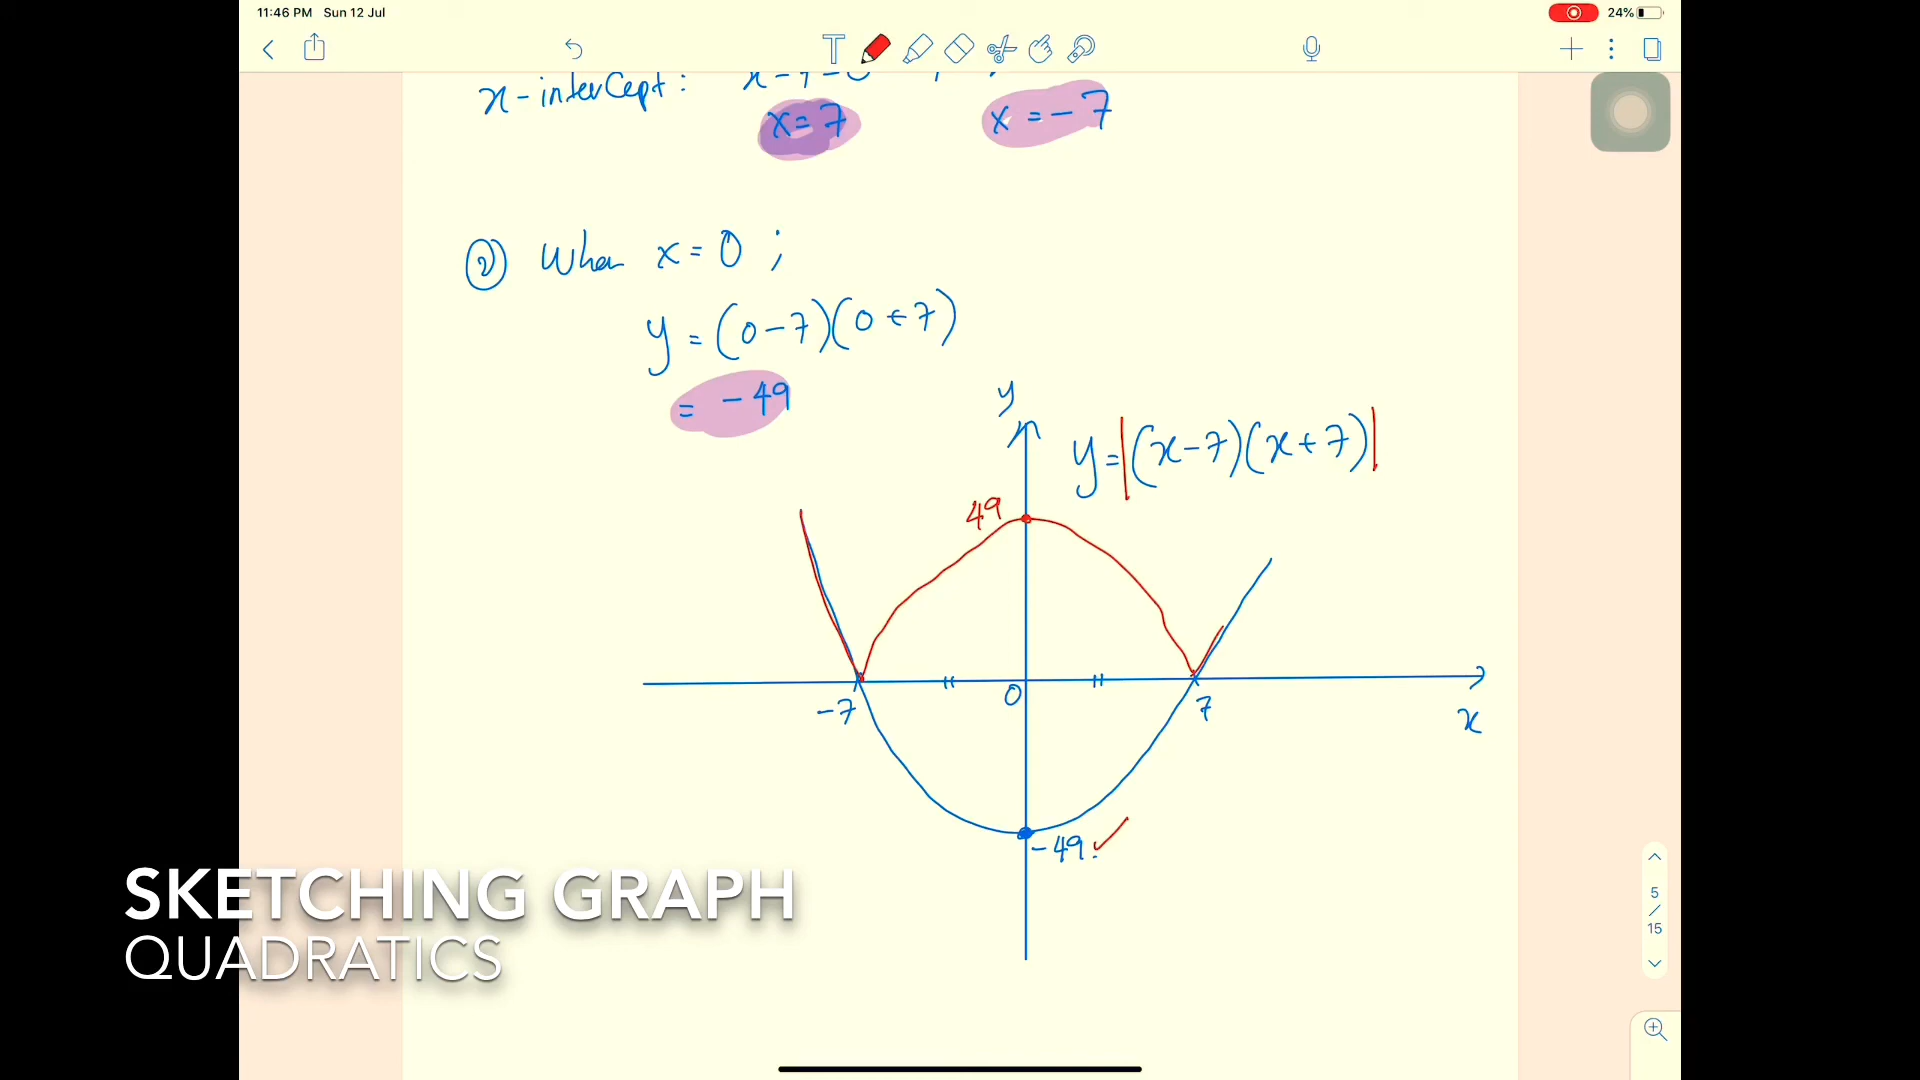 11:46 PM Sun 12 Jul 24%
x-intercept:
x=7 x=-7
② When x=0 ;
y=(0-7)(0+7)
= -49
y
y=|(x-7)(x+7)|
49
-7 0 7
x
-49
5
/
15
SKETCHING GRAPH
QUADRATICS